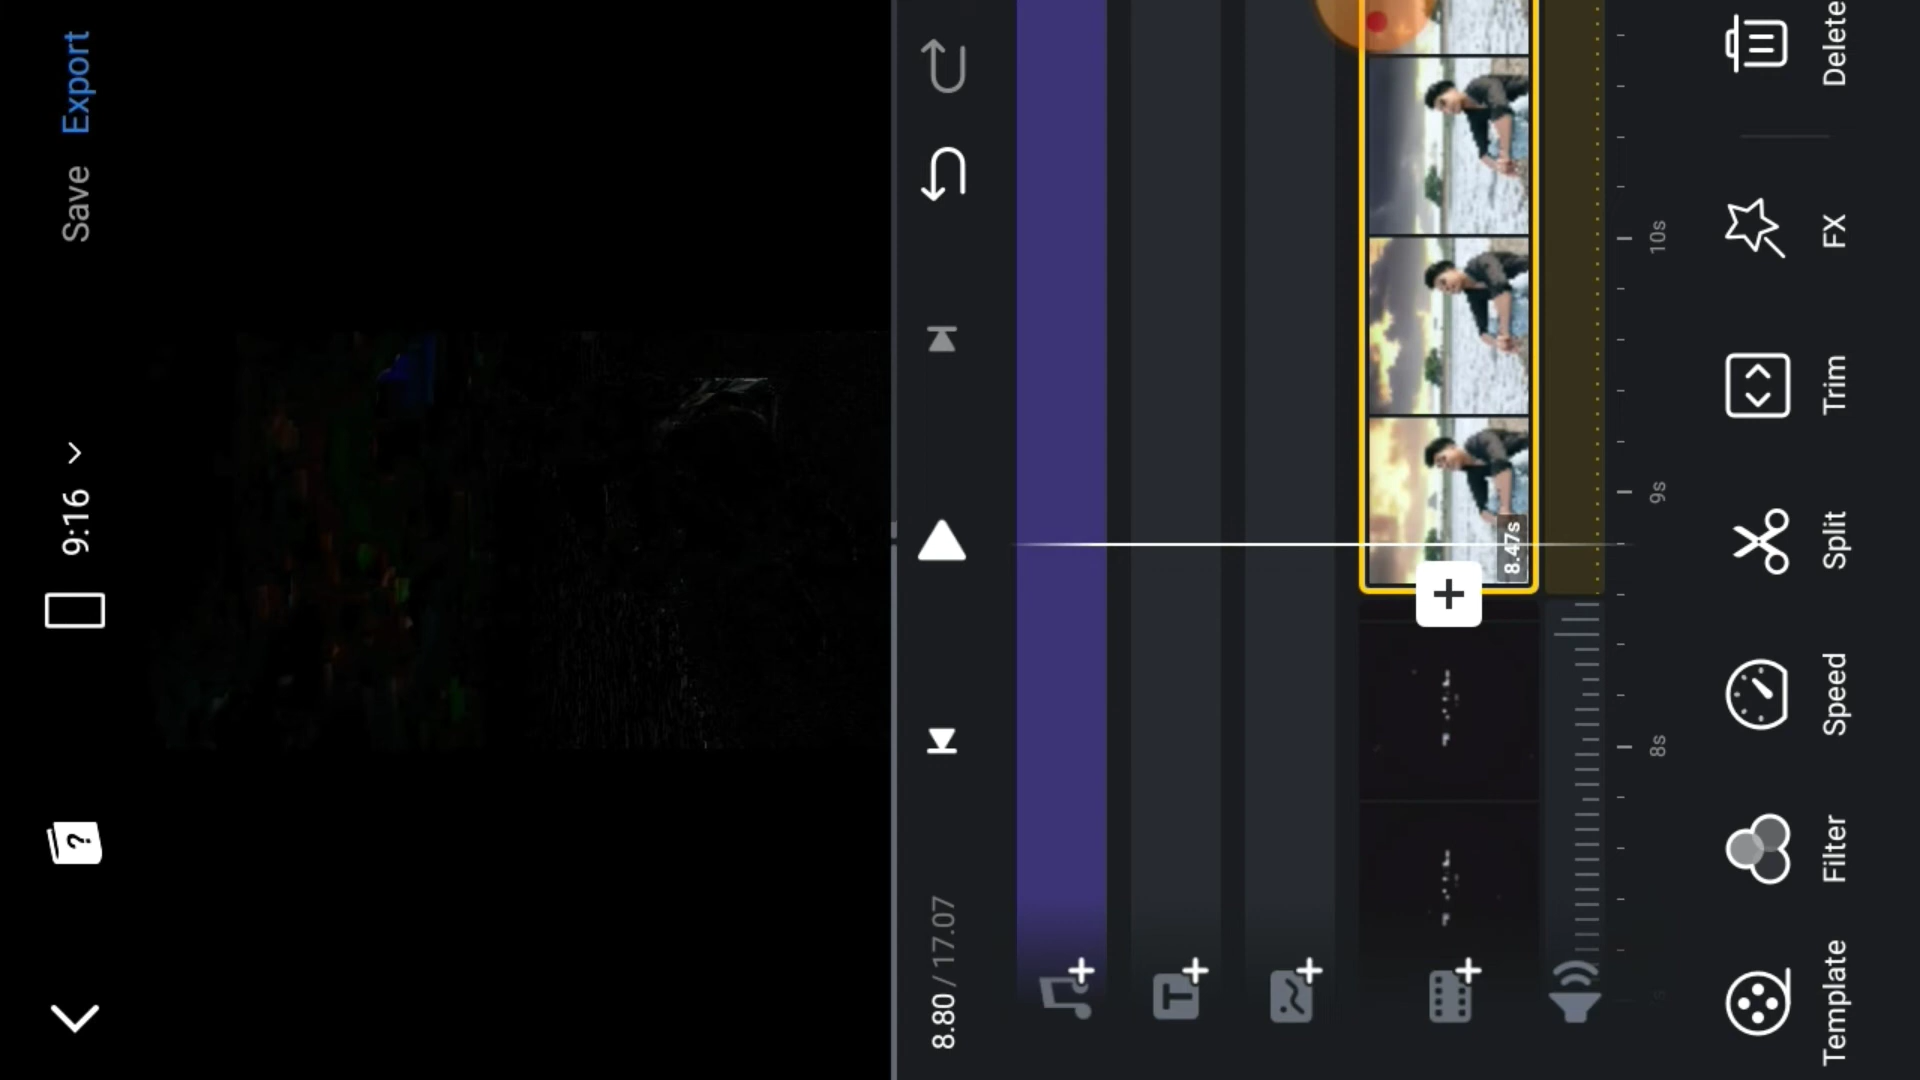 9:16
Save
Export
8.80 / 17.07
8.47s
8s
9s
10s
Template
Filter
Speed
Split
Trim
FX
Delete